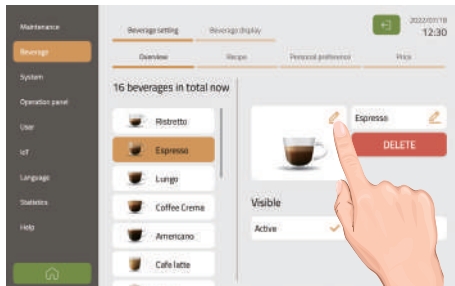 Maintenance
Beverage
System
Operation panel
User
IoT
Language
Statistics
Help
Beverage setting
Beverage display
2022/07/18
12:30
Overview
Recipe
Personal preference
Price
16 beverages in total now
Ristretto
Espresso
Lungo
Coffee Crema
Americano
Cafe latte
Espresso
DELETE
Visible
Active